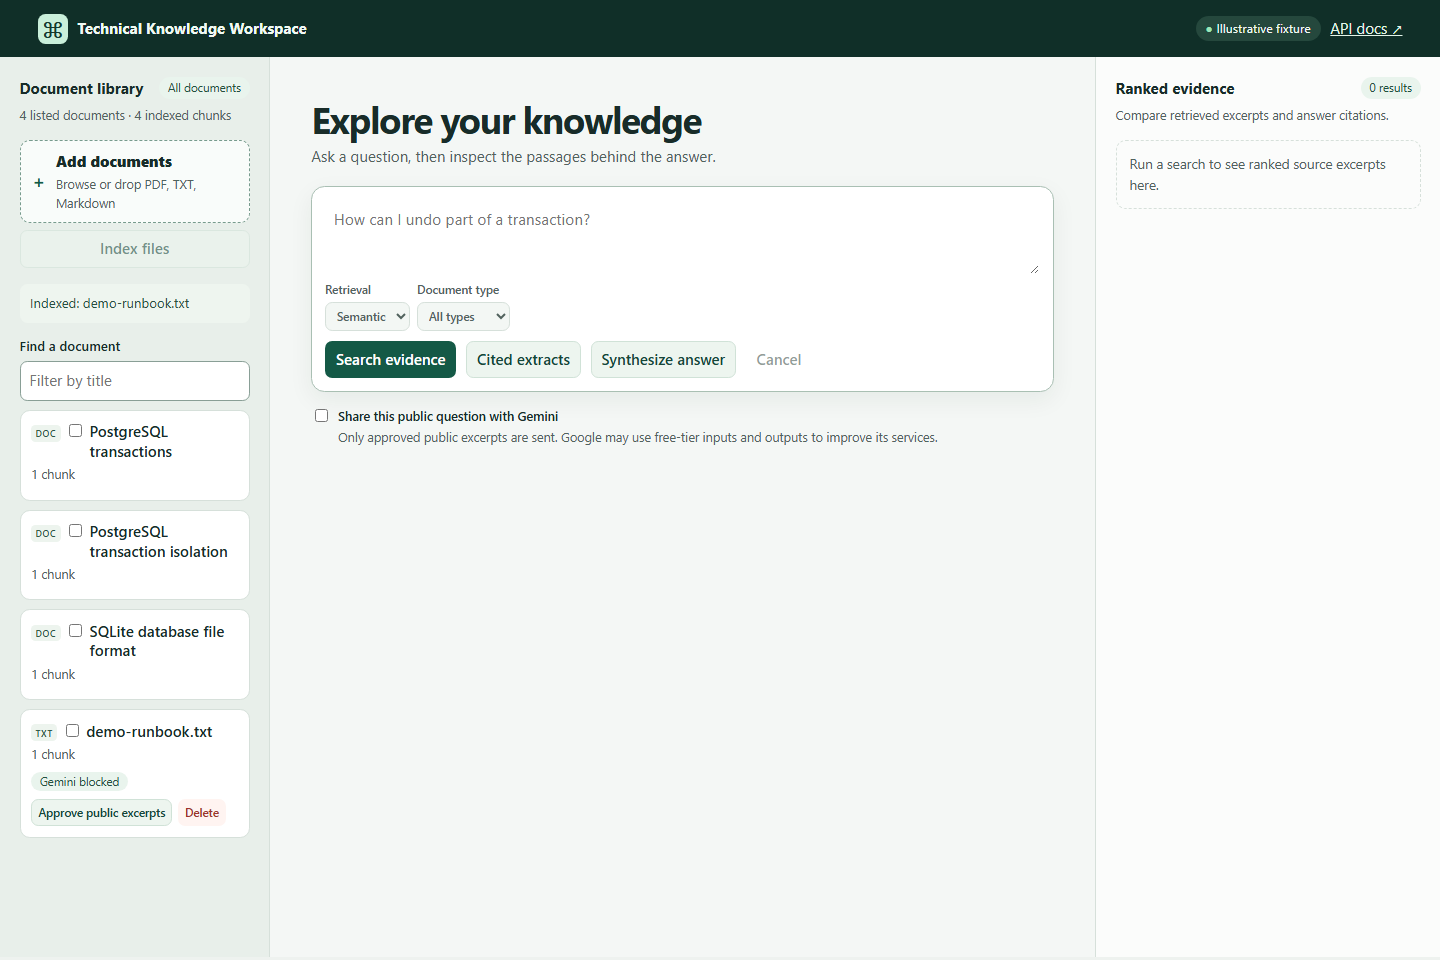 ⌘ Technical Knowledge Workspace
● Illustrative fixture
API docs ↗
Document library
All documents
4 listed documents · 4 indexed chunks
+
Add documents
Browse or drop PDF, TXT,
Markdown
Index files
Indexed: demo-runbook.txt
Find a document
Filter by title
DOC
PostgreSQL
transactions
1 chunk
DOC
PostgreSQL
transaction isolation
1 chunk
DOC
SQLite database file
format
1 chunk
TXT
demo-runbook.txt
1 chunk
Gemini blocked
Approve public excerpts
Delete
Explore your knowledge
Ask a question, then inspect the passages behind the answer.
How can I undo part of a transaction?
Retrieval
Document type
Semantic
All types
Search evidence
Cited extracts
Synthesize answer
Cancel
Share this public question with Gemini
Only approved public excerpts are sent. Google may use free-tier inputs and outputs to improve its services.
Ranked evidence
0 results
Compare retrieved excerpts and answer citations.
Run a search to see ranked source excerpts
here.